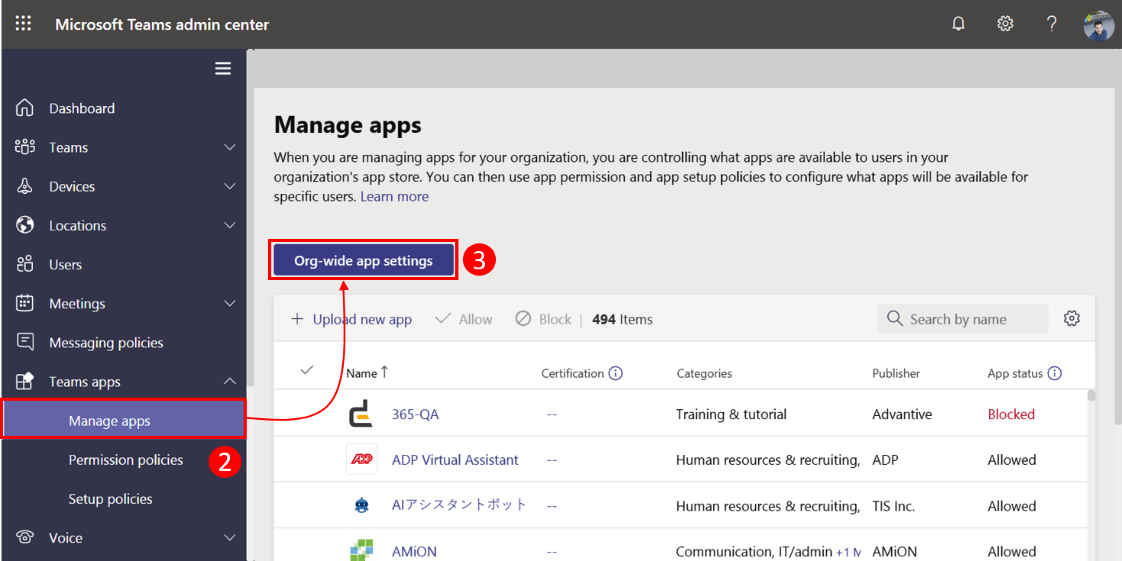 Microsoft Teams admin center
?
Dashboard
Teams
Devices
Locations
Users
Meetings
Messaging policies
Teams apps
Manage apps
2
Permission policies
Setup policies
Voice
Manage apps
When you are managing apps for your organization, you are controlling what apps are available to users in your
organization's app store. You can then use app permission and app setup policies to configure what apps will be available for
specific users. Learn more
Org-wide app settings 3
+ Upload new app Allow Block | 494 Items Search by name
Name ↑ Certification Categories Publisher App status
365-QA -- Training & tutorial Advantive Blocked
ADP ADP Virtual Assistant -- Human resources & recruiting, ADP Allowed
AIアシスタントボット -- Human resources & recruiting, TIS Inc. Allowed
AMiON -- Communication, IT/admin +1 M AMiON Allowed